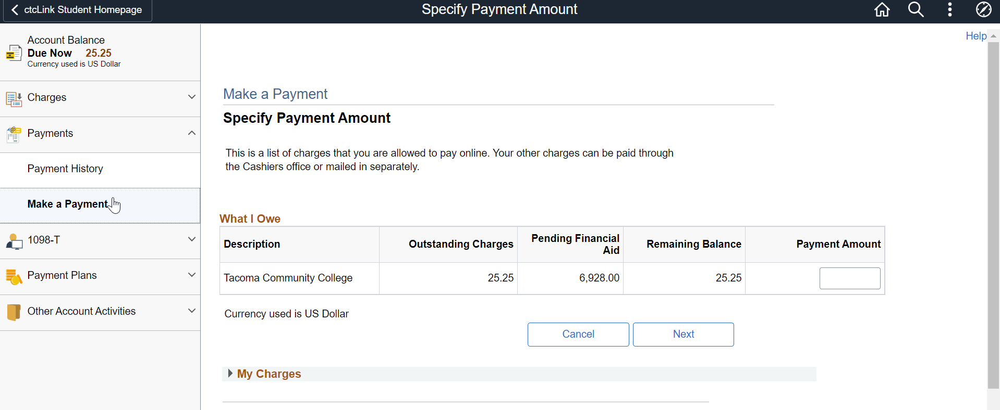 ctcLink Student Homepage
Specify Payment Amount
Help
Account Balance
Due Now 25.25
Currency used is US Dollar
Charges
Payments
Payment History
Make a Payment
1098-T
Payment Plans
Other Account Activities
Make a Payment
Specify Payment Amount
This is a list of charges that you are allowed to pay online. Your other charges can be paid through
the Cashiers office or mailed in separately.
What I Owe
Description Outstanding Charges Pending Financial Aid Remaining Balance Payment Amount
Tacoma Community College 25.25 6,928.00 25.25
Currency used is US Dollar
Cancel Next
My Charges